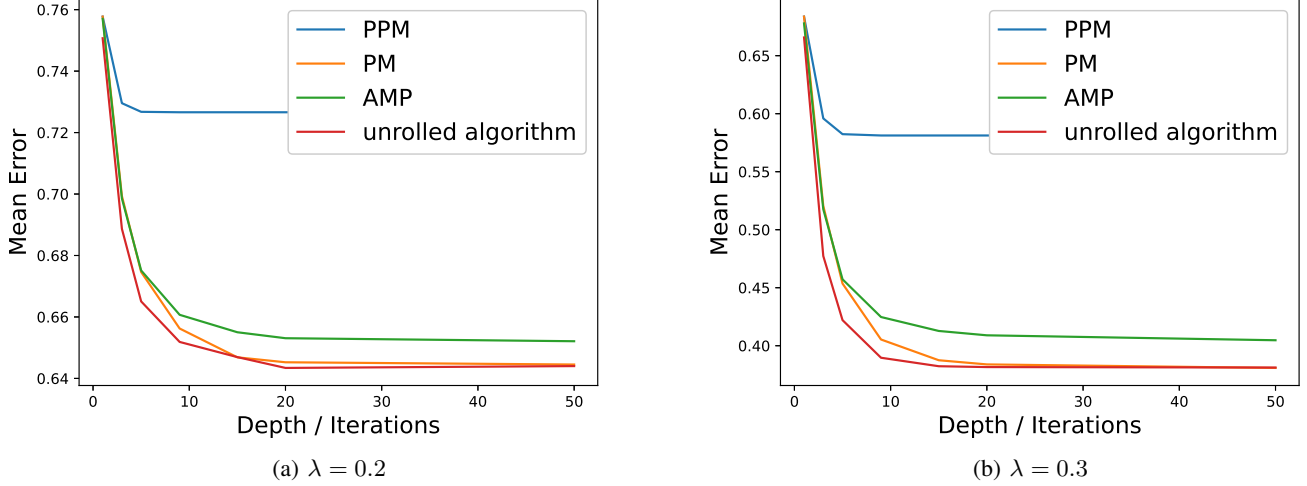 0.76
0.74
0.72
0.70
0.68
0.66
0.64
Mean Error
PPM
PM
AMP
unrolled algorithm
0 10 20 30 40 50
Depth / Iterations
(a) λ = 0.2
0.65
0.60
0.55
0.50
0.45
0.40
Mean Error
PPM
PM
AMP
unrolled algorithm
0 10 20 30 40 50
Depth / Iterations
(b) λ = 0.3